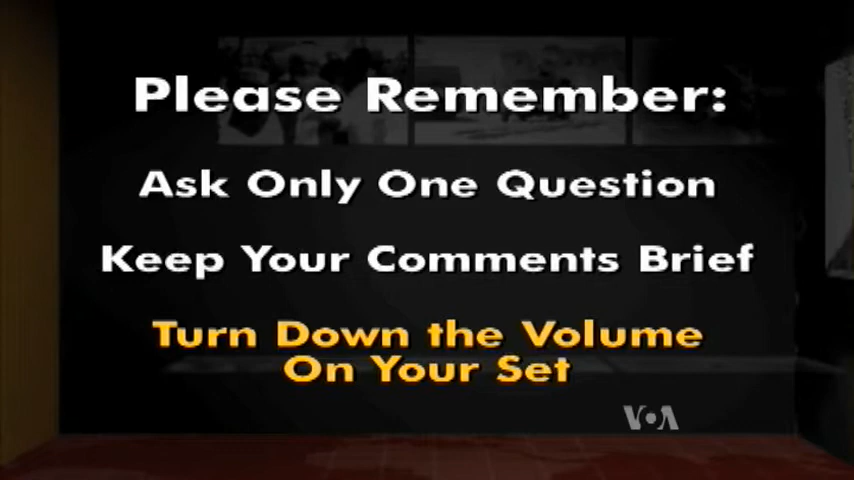 Please Remember:
Ask Only One Question
Keep Your Comments Brief
Turn Down the Volume
On Your Set
VOA